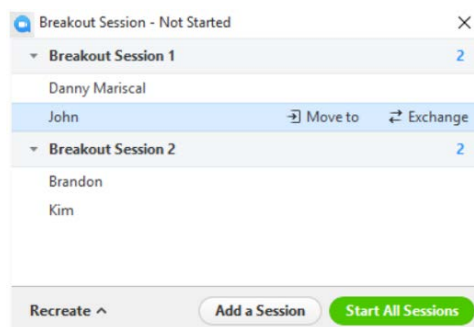 Breakout Session - Not Started
Breakout Session 1 2
Danny Mariscal
John Move to Exchange
Breakout Session 2 2
Brandon
Kim
Recreate Add a Session Start All Sessions